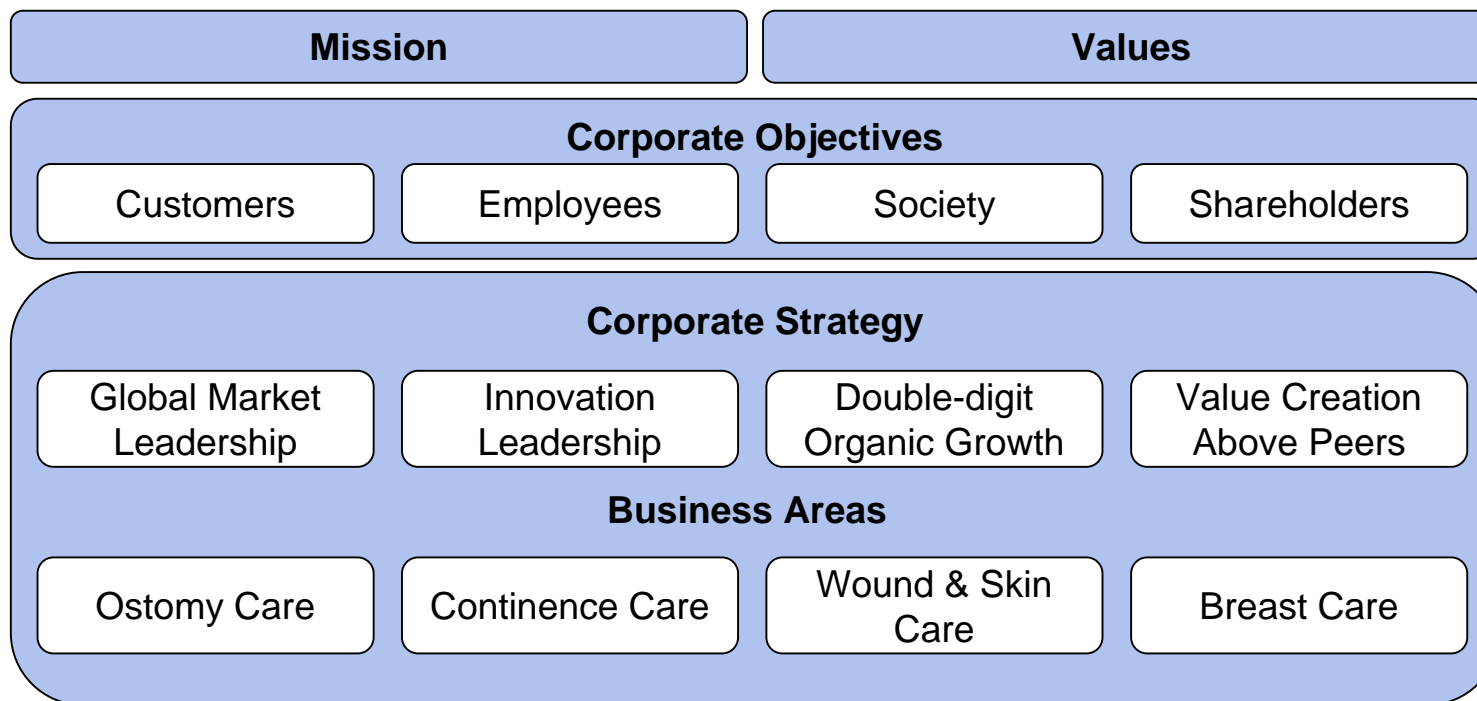 Mission
Values
Corporate Objectives
Customers
Employees
Society
Shareholders
Corporate Strategy
Global Market
Leadership
Innovation
Leadership
Double-digit
Organic Growth
Value Creation
Above Peers
Business Areas
Ostomy Care
Continence Care
Wound & Skin
Care
Breast Care